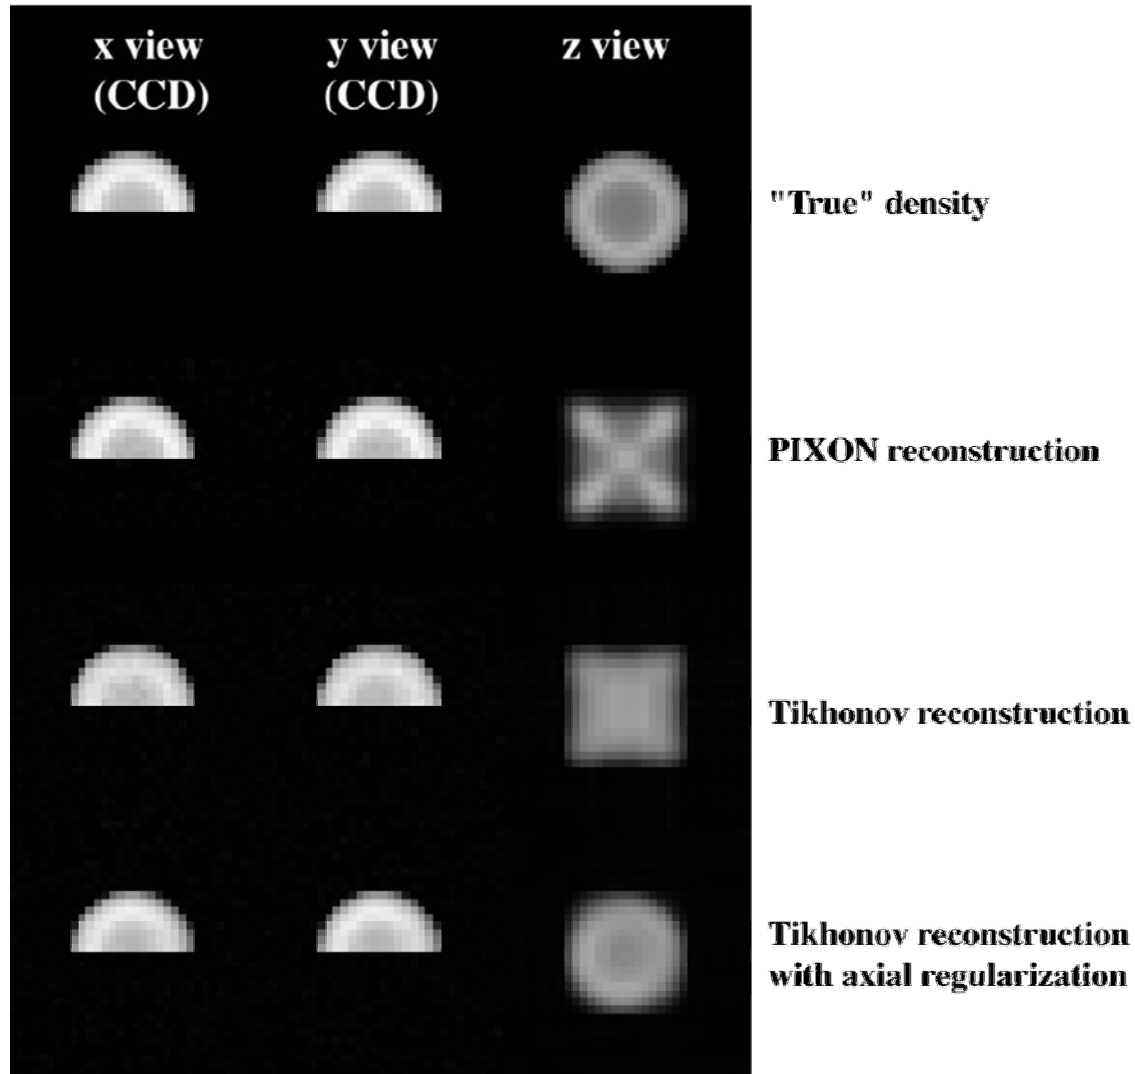 x view
(CCD)
y view
(CCD)
z view
"True" density
PIXON reconstruction
Tikhonov reconstruction
Tikhonov reconstruction
with axial regularization